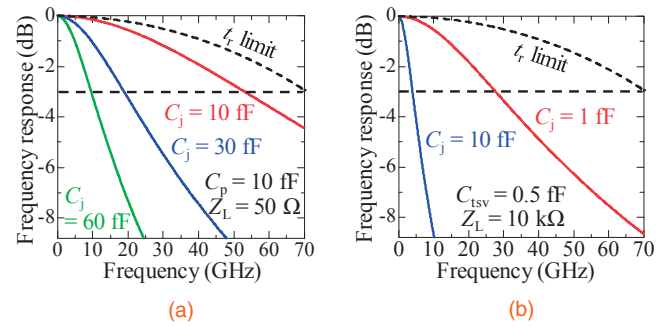 Frequency response (dB)
0
-2
-4
-6
-8
t_r limit
C_j = 10 fF
C_j = 30 fF
C_j
= 60 fF
C_p = 10 fF
Z_L = 50 Ω
0 10 20 30 40 50 60 70
Frequency (GHz)
(a)
Frequency response (dB)
0
-2
-4
-6
-8
t_r limit
C_j = 1 fF
C_j = 10 fF
C_tsv = 0.5 fF
Z_L = 10 kΩ
0 10 20 30 40 50 60 70
Frequency (GHz)
(b)